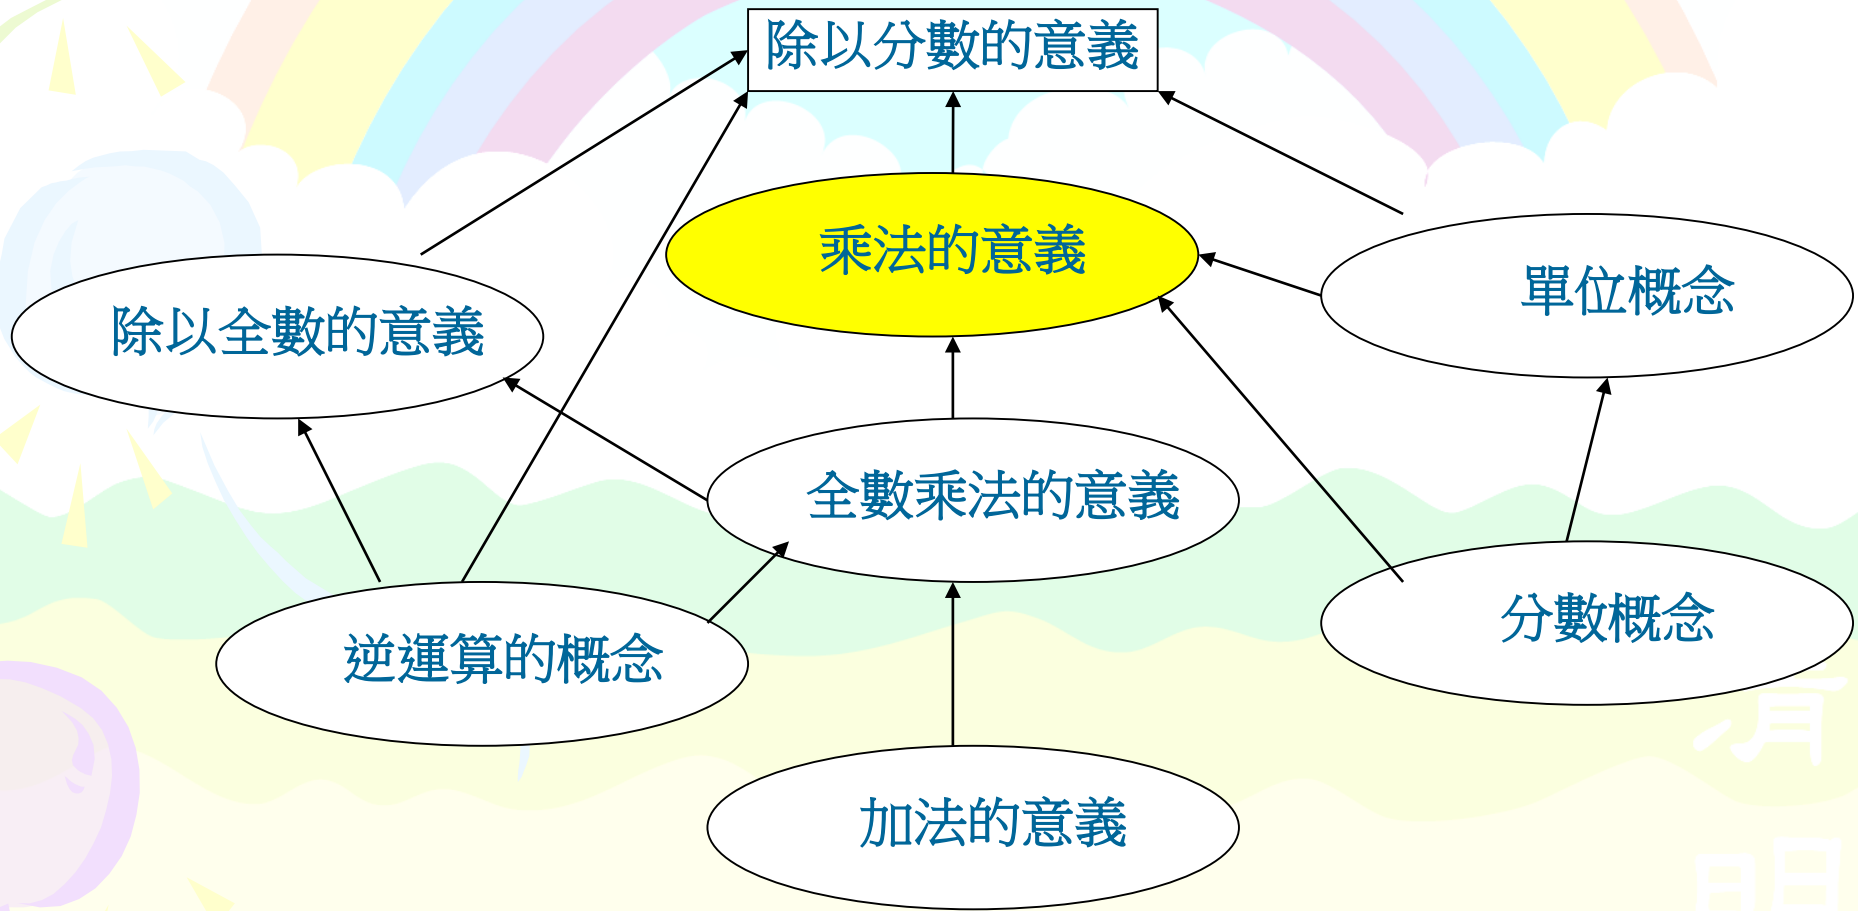 除以分數的意義
乘法的意義
單位概念
除以全數的意義
全數乘法的意義
分數概念
逆運算的概念
加法的意義
明